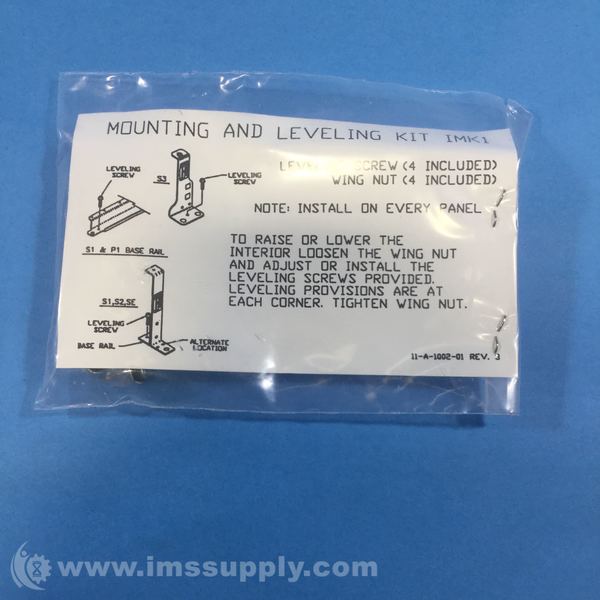 MOUNTING AND LEVELING KIT IMK1
SCREW (4 INCLUDED)
WING NUT (4 INCLUDED)
LEVELING
SCREW
S3
LEVELING
SCREW
NOTE: INSTALL ON EVERY PANEL
S1 & P1 BASE RAIL
TO RAISE OR LOWER THE
INTERIOR LOOSEN THE WING NUT
AND ADJUST OR INSTALL THE
LEVELING SCREWS PROVIDED.
LEVELING PROVISIONS ARE AT
EACH CORNER. TIGHTEN WING NUT.
S1,S2,SE
LEVELING
SCREW
BASE RAIL
ALTERNATE
LOCATION
11-A-1002-01 REV. 3
www.imssupply.com